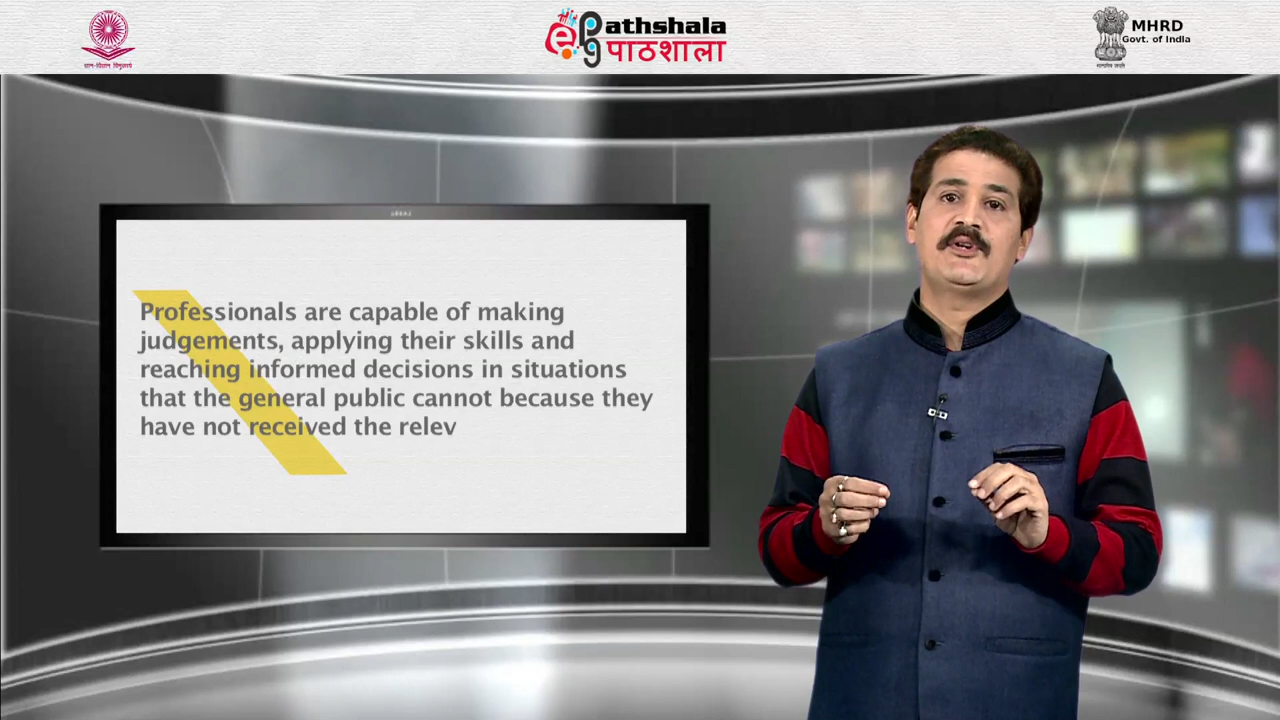 ePg Pathshala
पाठशाला
MHRD
Govt. of India
Professionals are capable of making
judgements, applying their skills and
reaching informed decisions in situations
that the general public cannot because they
have not received the relev